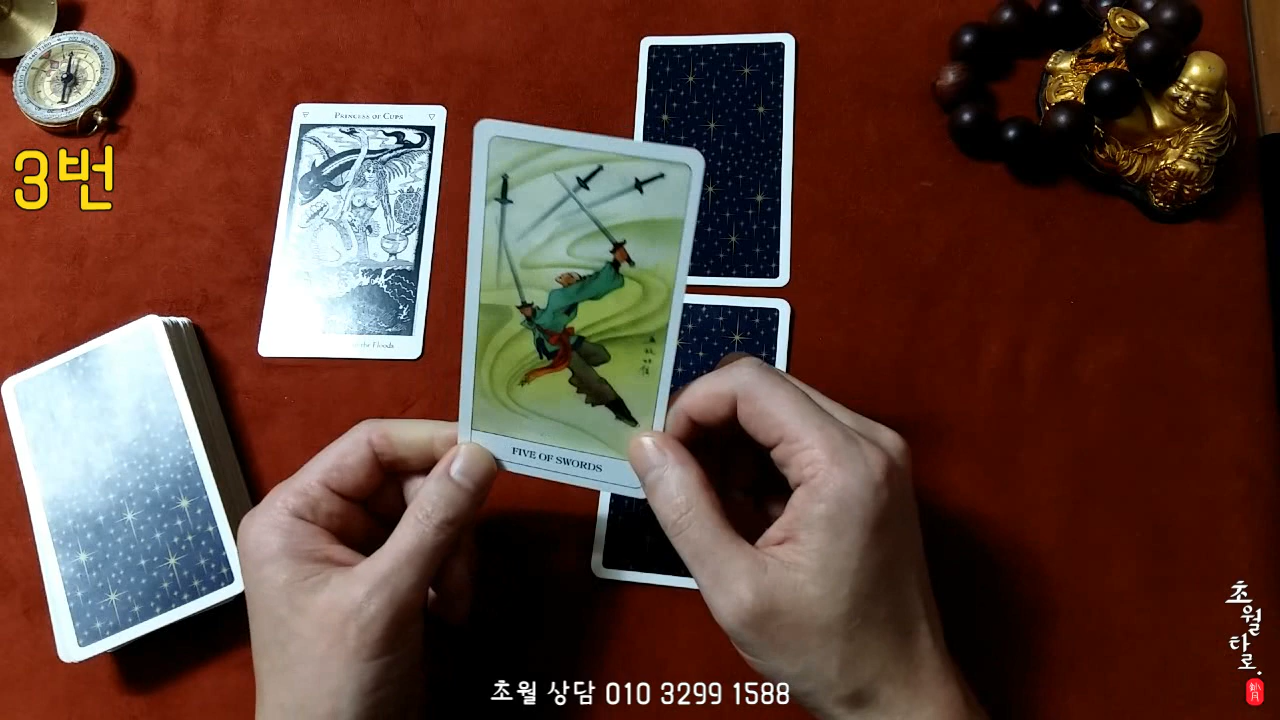 3번
PRINCESS OF CUPS
the Floods
FIVE OF SWORDS
초월 상담 010 3299 1588
초월
타로.